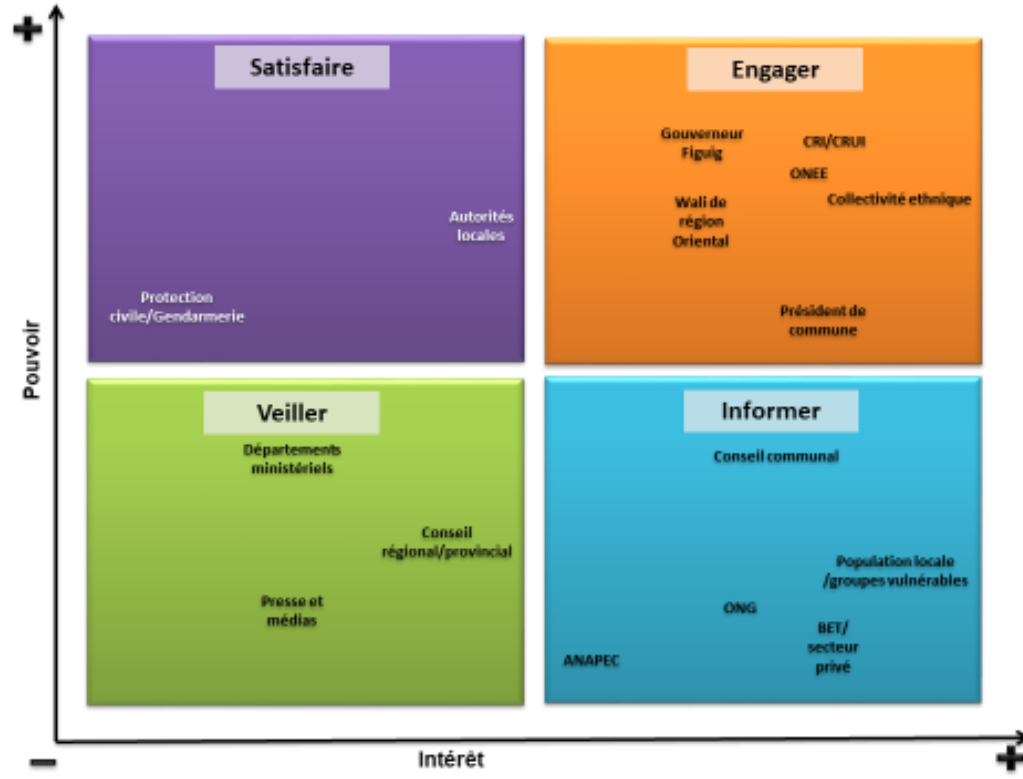 +
Satisfaire
Autorités
locales
Protection
civile/Gendarmerie
Engager
Gouverneur
Figuig
CRI/CRUI
ONEE
Collectivité ethnique
Wali de
région
Oriental
Président de
commune
Pouvoir
Veiller
Départements
ministériels
Conseil
régional/provincial
Presse et
médias
Informer
Conseil communal
Population locale
/groupes vulnérables
ONG
BET/
secteur
privé
ANAPEC
−
Intérêt
+